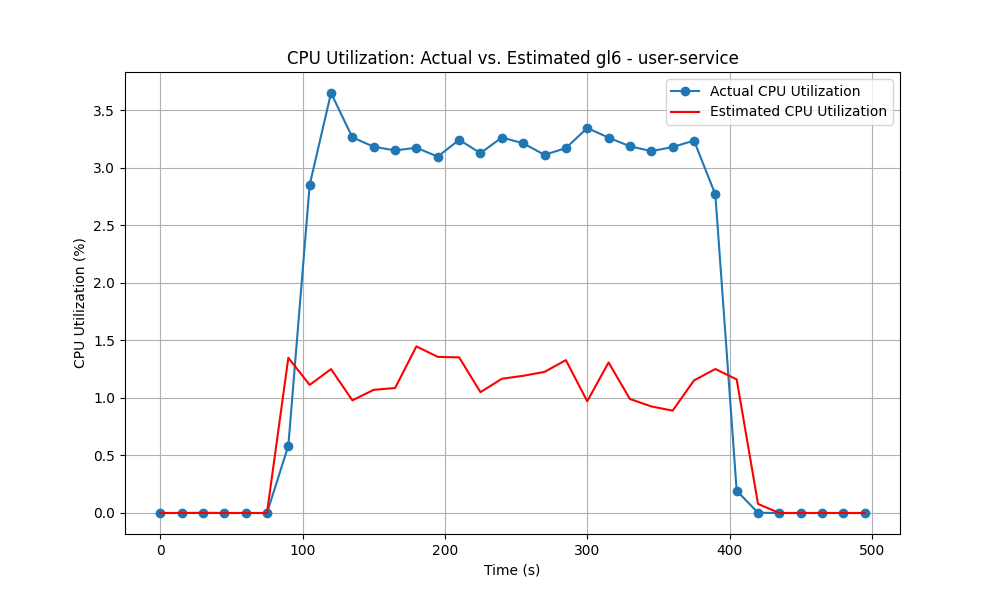 CPU Utilization: Actual vs. Estimated gl6 - user-service
Actual CPU Utilization
Estimated CPU Utilization
CPU Utilization (%)
3.5
3.0
2.5
2.0
1.5
1.0
0.5
0.0
0 100 200 300 400 500
Time (s)